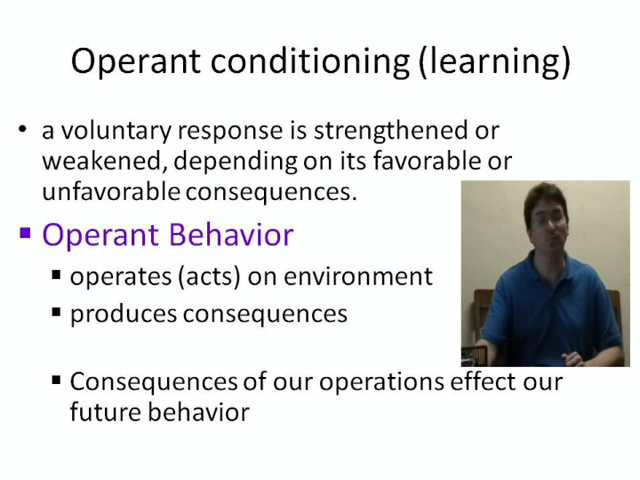 Operant conditioning (learning)
• a voluntary response is strengthened or
weakened, depending on its favorable or
unfavorable consequences.
▪ Operant Behavior
▪ operates (acts) on environment
▪ produces consequences
▪ Consequences of our operations effect our
future behavior